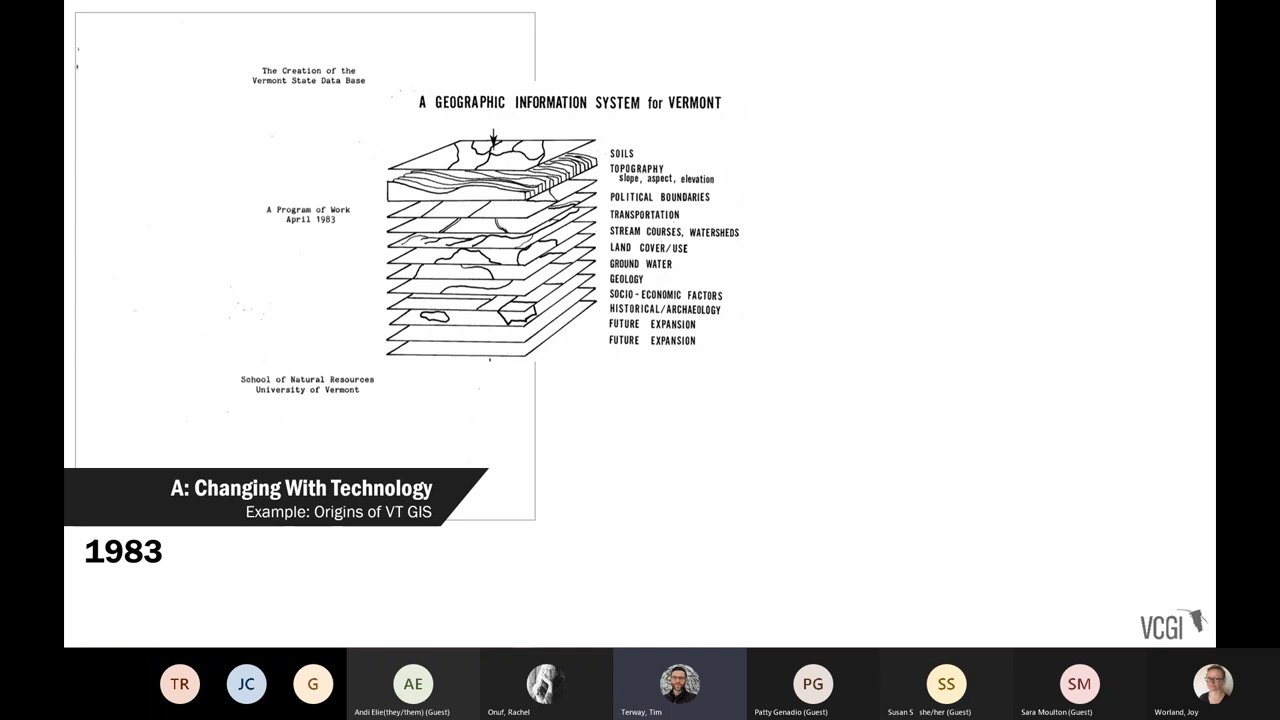 The Creation of the
Vermont State Data Base
A Program of Work
April 1983
School of Natural Resources
University of Vermont
A GEOGRAPHIC INFORMATION SYSTEM for VERMONT
SOILS
TOPOGRAPHY
slope, aspect, elevation
POLITICAL BOUNDARIES
TRANSPORTATION
STREAM COURSES, WATERSHEDS
LAND COVER/USE
GROUND WATER
GEOLOGY
SOCIO-ECONOMIC FACTORS
HISTORICAL/ARCHAEOLOGY
FUTURE EXPANSION
FUTURE EXPANSION
A: Changing With Technology
Example: Origins of VT GIS
1983
VCGI
TR
JC
G
AE
Andi Elie(they/them) (Guest)
Onuf, Rachel
Terway, Tim
PG
Patty Genadio (Guest)
SS
Susan S she/her (Guest)
SM
Sara Moulton (Guest)
Worland, Joy